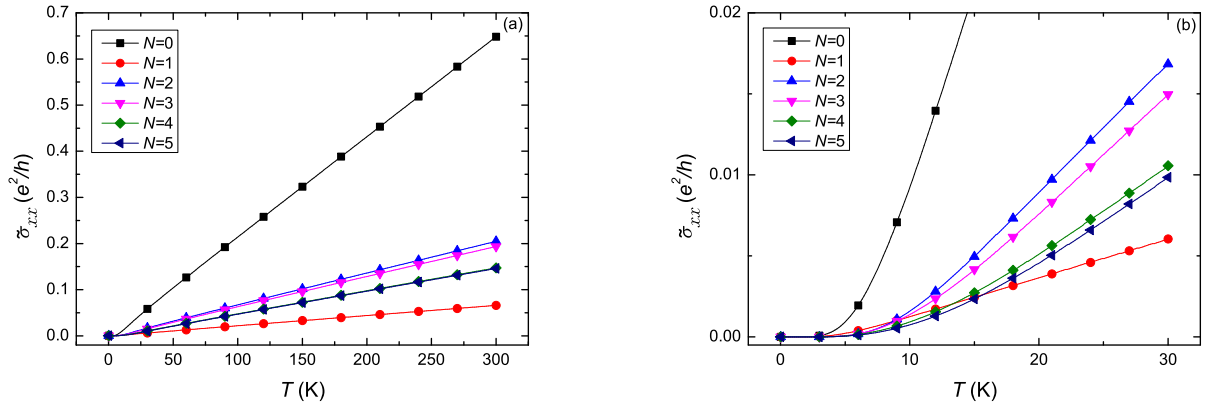 (a)
0.7
0.6
0.5
0.4
0.3
0.2
0.1
0.0
σ̃xx (e²/h)
N=0
N=1
N=2
N=3
N=4
N=5
0 50 100 150 200 250 300
T (K)
(b)
0.02
0.01
0.00
σ̃xx (e²/h)
N=0
N=1
N=2
N=3
N=4
N=5
0 10 20 30
T (K)